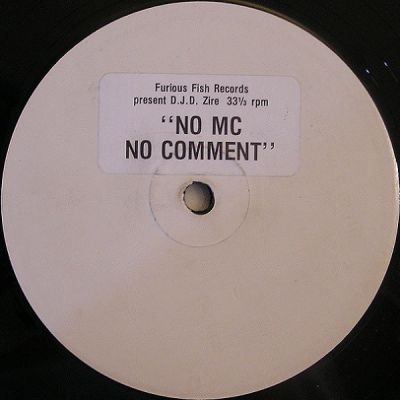 Furious Fish Records
present D.J.D. Zire 33⅓ rpm
"NO MC
NO COMMENT"